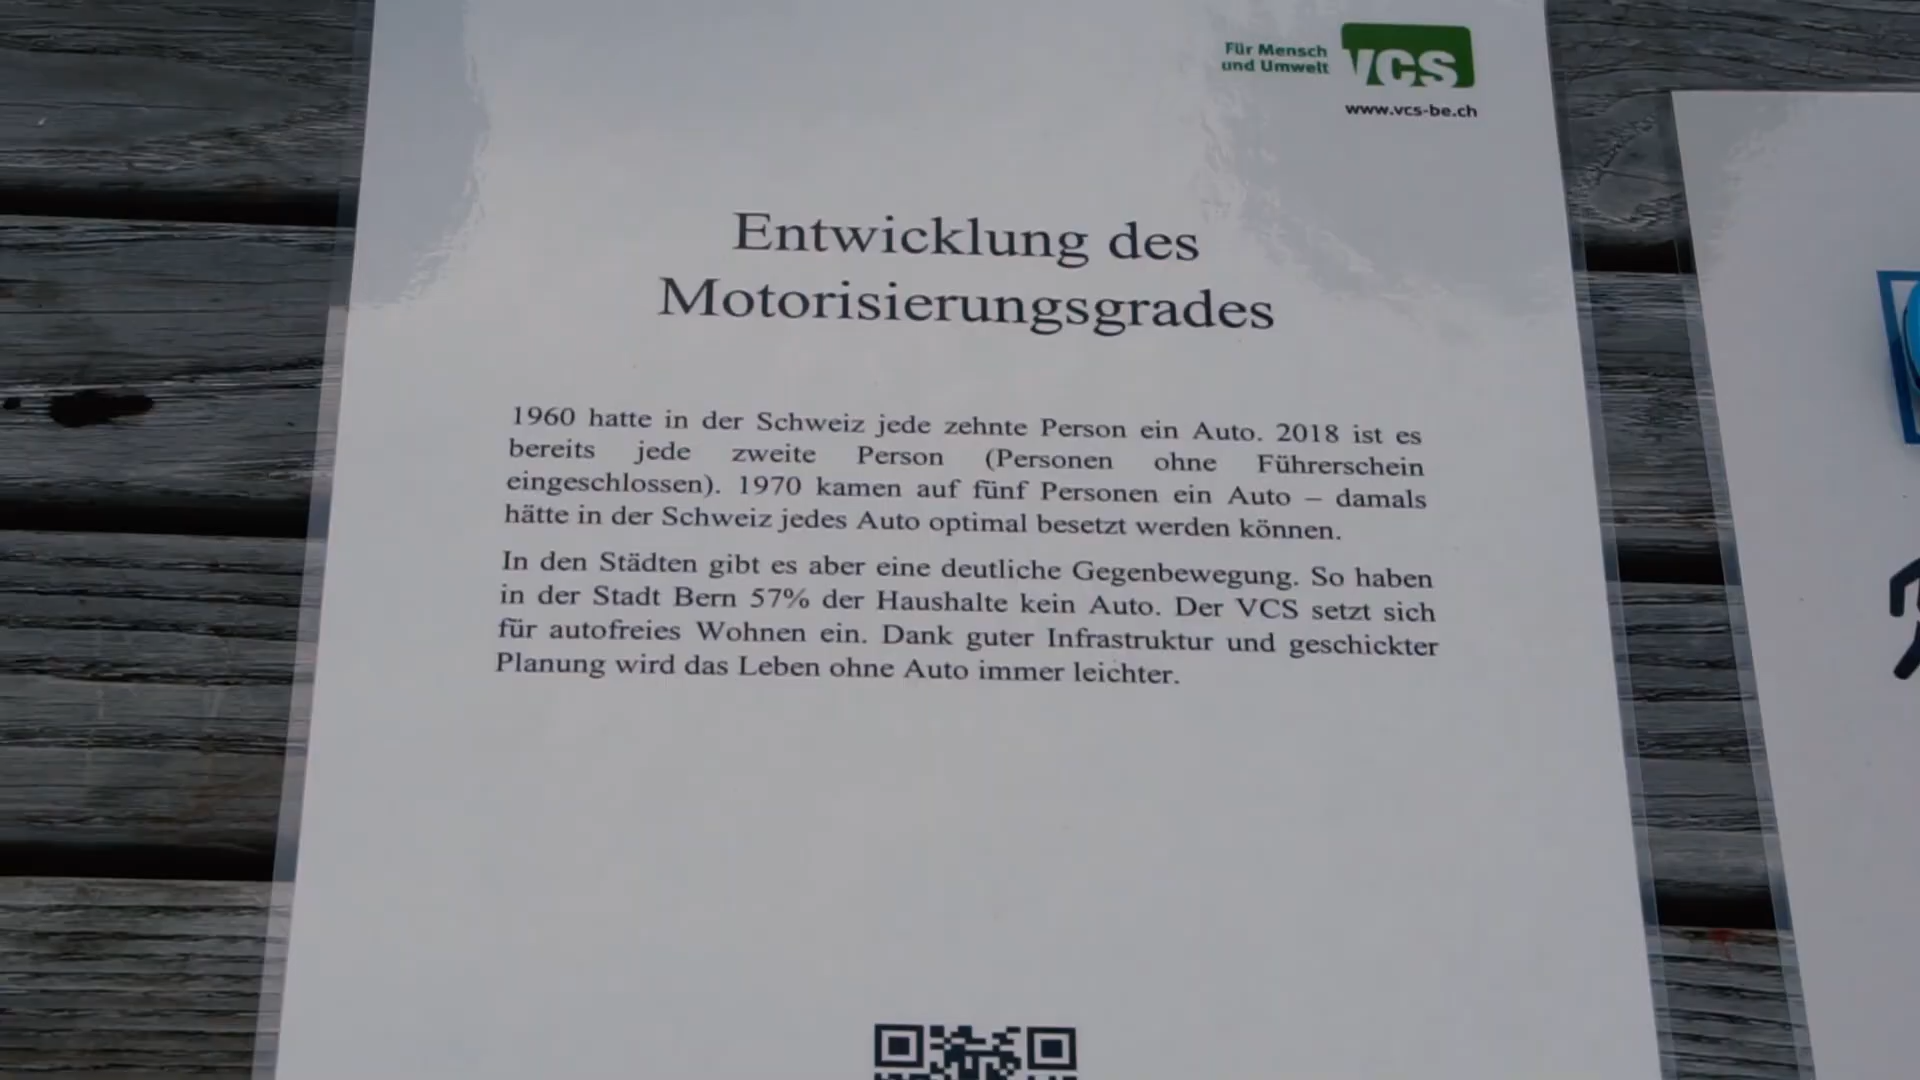 Für Mensch
und Umwelt
VCS
www.vcs-be.ch
Entwicklung des
Motorisierungsgrades
1960 hatte in der Schweiz jede zehnte Person ein Auto. 2018 ist es
bereits jede zweite Person (Personen ohne Führerschein
eingeschlossen). 1970 kamen auf fünf Personen ein Auto – damals
hätte in der Schweiz jedes Auto optimal besetzt werden können.
In den Städten gibt es aber eine deutliche Gegenbewegung. So haben
in der Stadt Bern 57% der Haushalte kein Auto. Der VCS setzt sich
für autofreies Wohnen ein. Dank guter Infrastruktur und geschickter
Planung wird das Leben ohne Auto immer leichter.